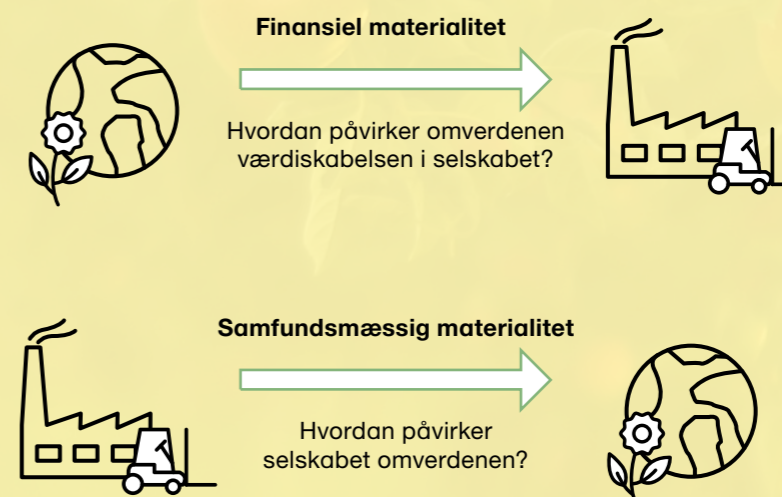 Finansiel materialitet
Hvordan påvirker omverdenen
værdiskabelsen i selskabet?
Samfundsmæssig materialitet
Hvordan påvirker
selskabet omverdenen?